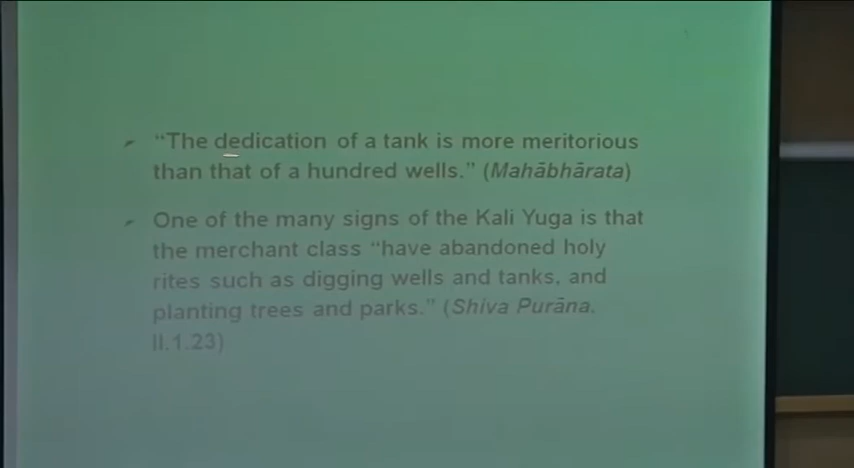 “The dedication of a tank is more meritorious
than that of a hundred wells.” (Mahābhārata)
One of the many signs of the Kali Yuga is that
the merchant class “have abandoned holy
rites such as digging wells and tanks, and
planting trees and parks.” (Shiva Purāna,
II.1.23)